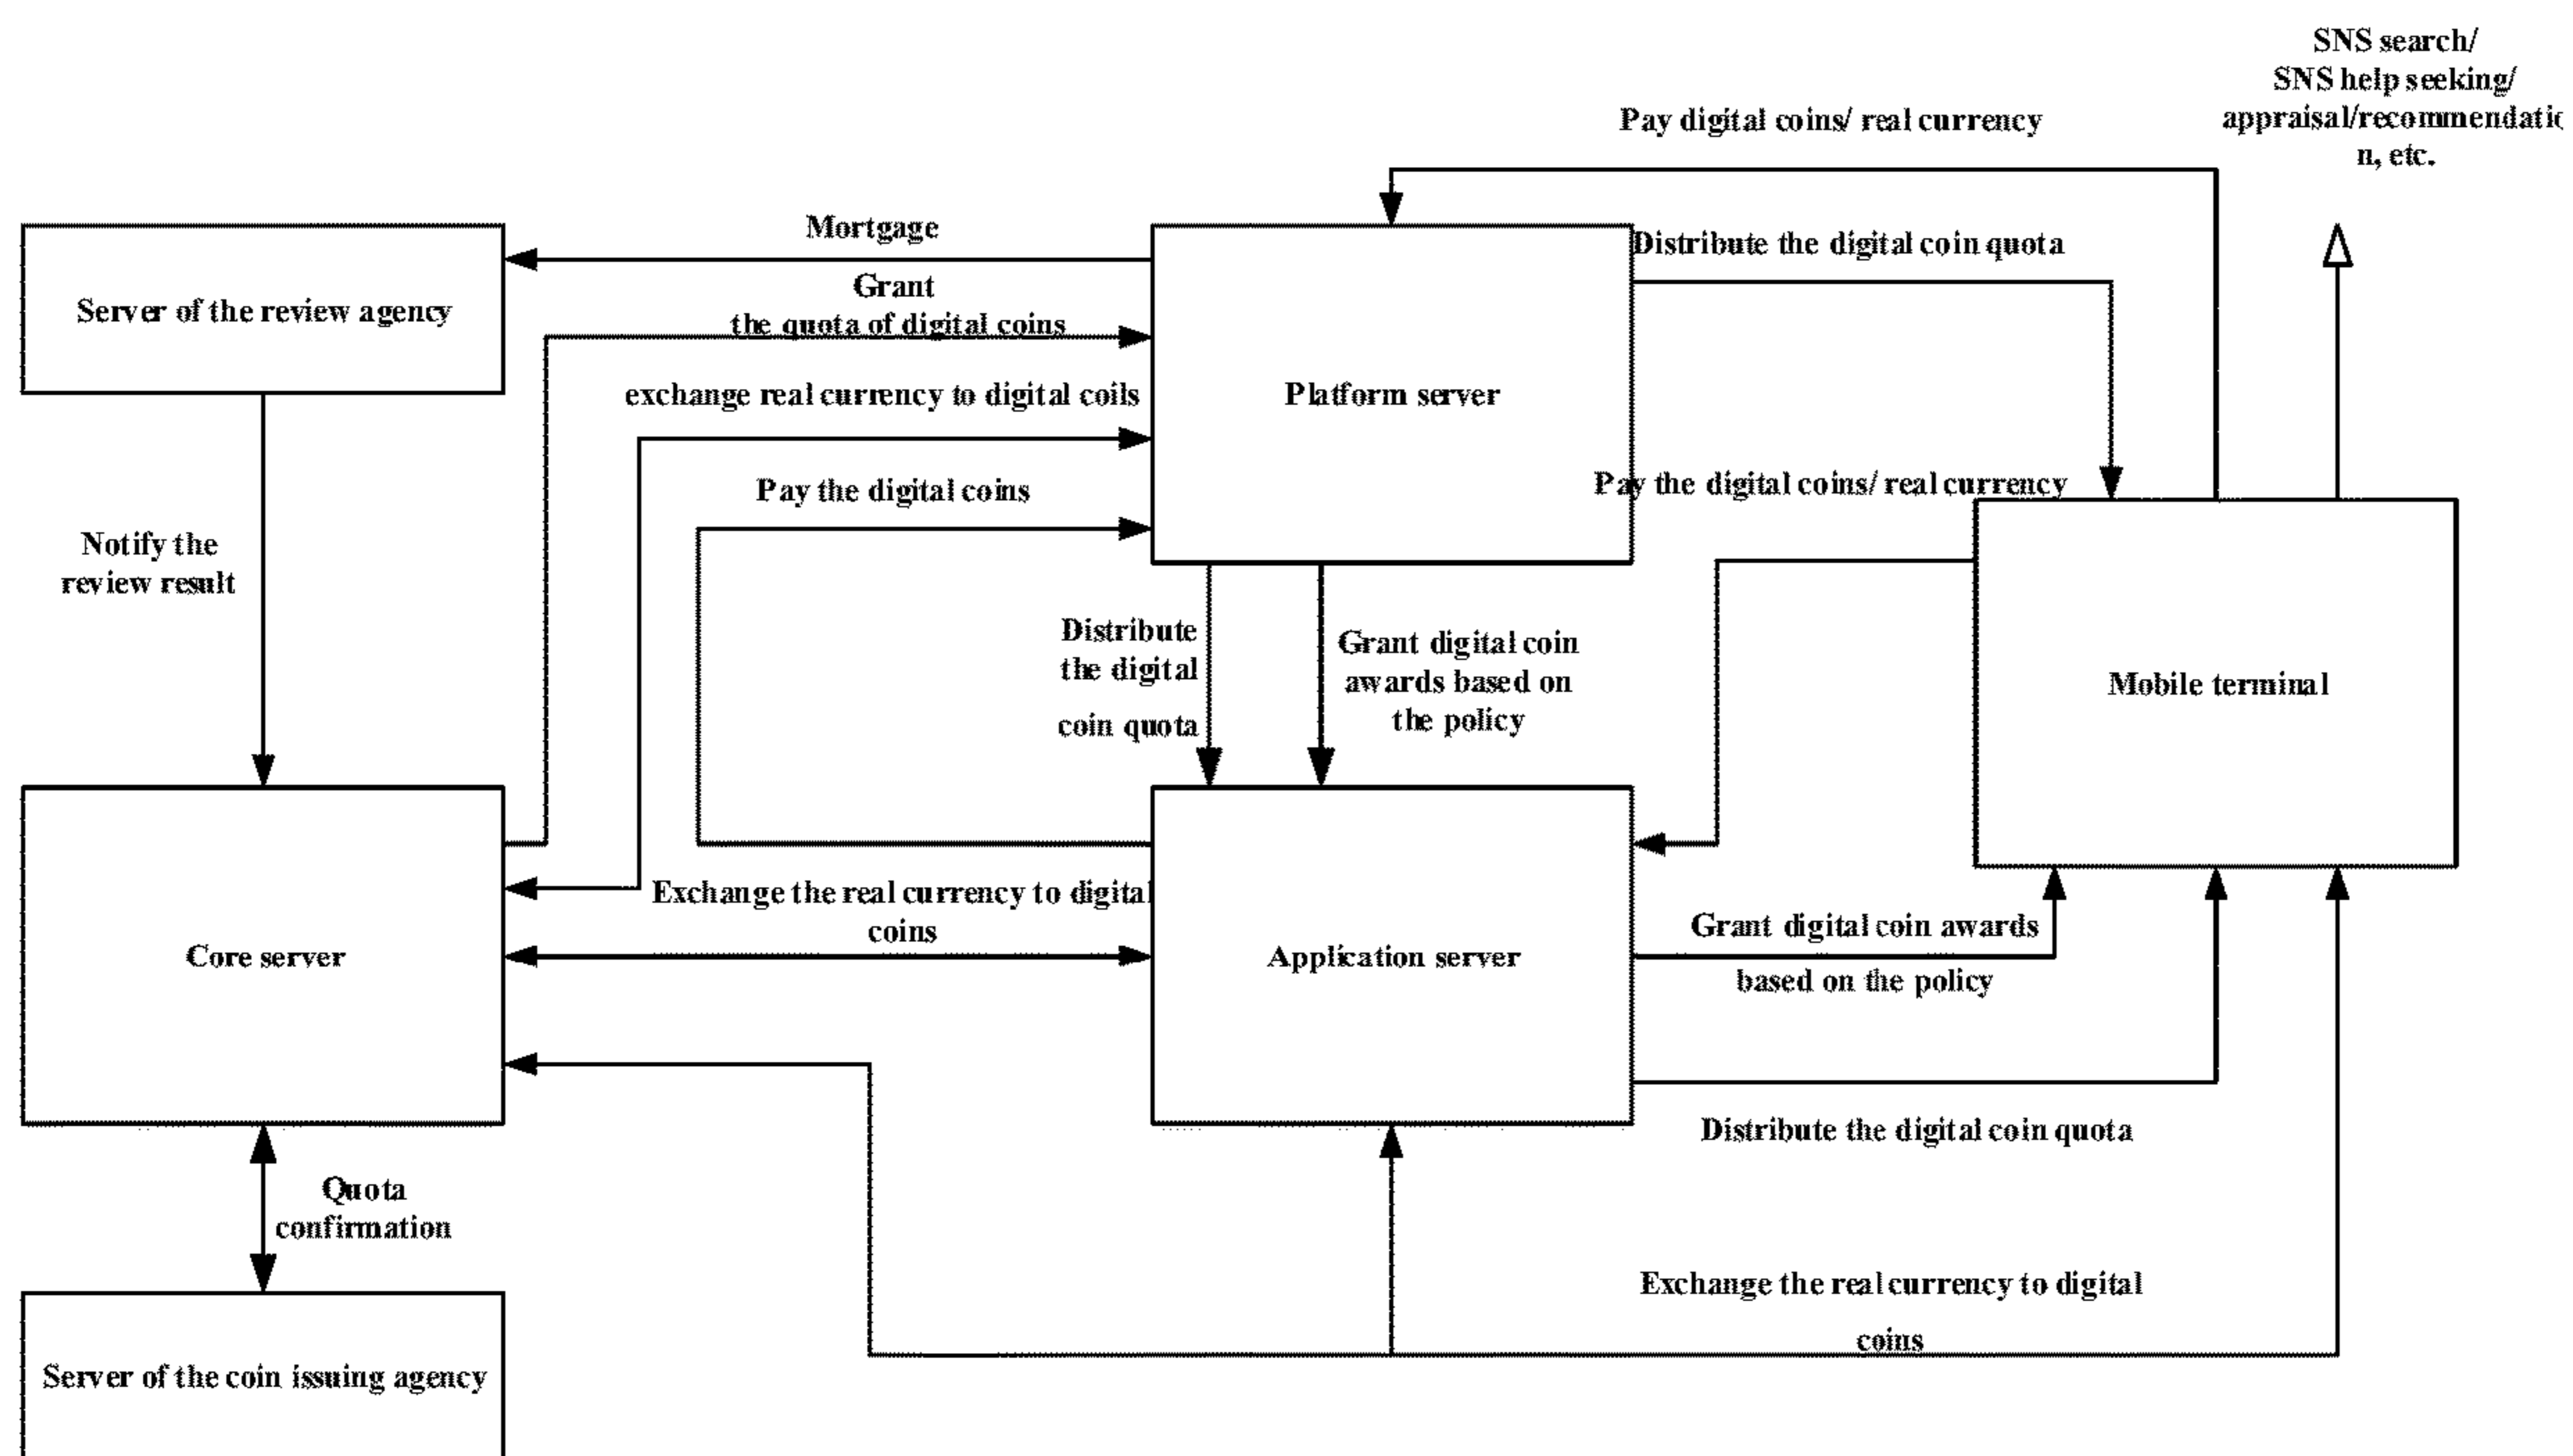 SNS search/
SNS help seeking/
appraisal/recommendatio
n, etc.
Pay digital coins/ real currency
Mortgage
Distribute the digital coin quota
Grant
the quota of digital coins
Server of the review agency
exchange real currency to digital coils
Platform server
Pay the digital coins
Pay the digital coins/ real currency
Notify the
review result
Distribute
the digital
coin quota
Grant digital coin
awards based on
the policy
Mobile terminal
Exchange the real currency to digital
coins
Core server
Application server
Grant digital coin awards
based on the policy
Distribute the digital coin quota
Quota
confirmation
Exchange the real currency to digital
coins
Server of the coin issuing agency